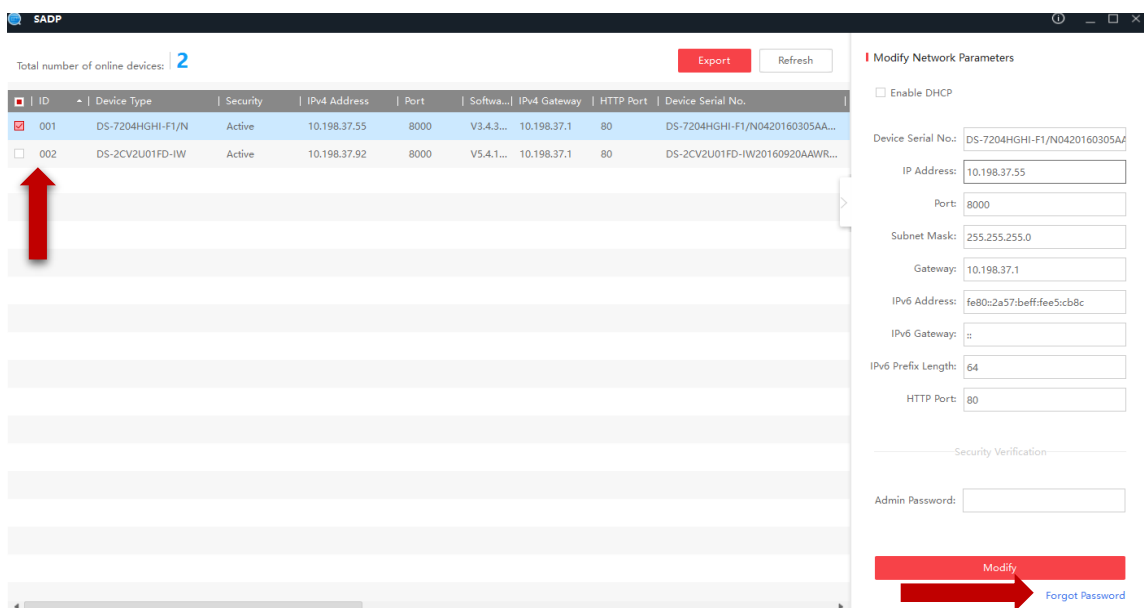 SADP
Total number of online devices: 2
Export
Refresh
ID Device Type Security IPv4 Address Port Softwa... IPv4 Gateway HTTP Port Device Serial No.
001 DS-7204HGHI-F1/N Active 10.198.37.55 8000 V3.4.3... 10.198.37.1 80 DS-7204HGHI-F1/N0420160305AA...
002 DS-2CV2U01FD-IW Active 10.198.37.92 8000 V5.4.1... 10.198.37.1 80 DS-2CV2U01FD-IW20160920AAWR...
Modify Network Parameters
Enable DHCP
Device Serial No.: DS-7204HGHI-F1/N0420160305AA
IP Address: 10.198.37.55
Port: 8000
Subnet Mask: 255.255.255.0
Gateway: 10.198.37.1
IPv6 Address: fe80::2a57:beff:fee5:cb8c
IPv6 Gateway: ::
IPv6 Prefix Length: 64
HTTP Port: 80
Security Verification
Admin Password:
Modify
Forgot Password